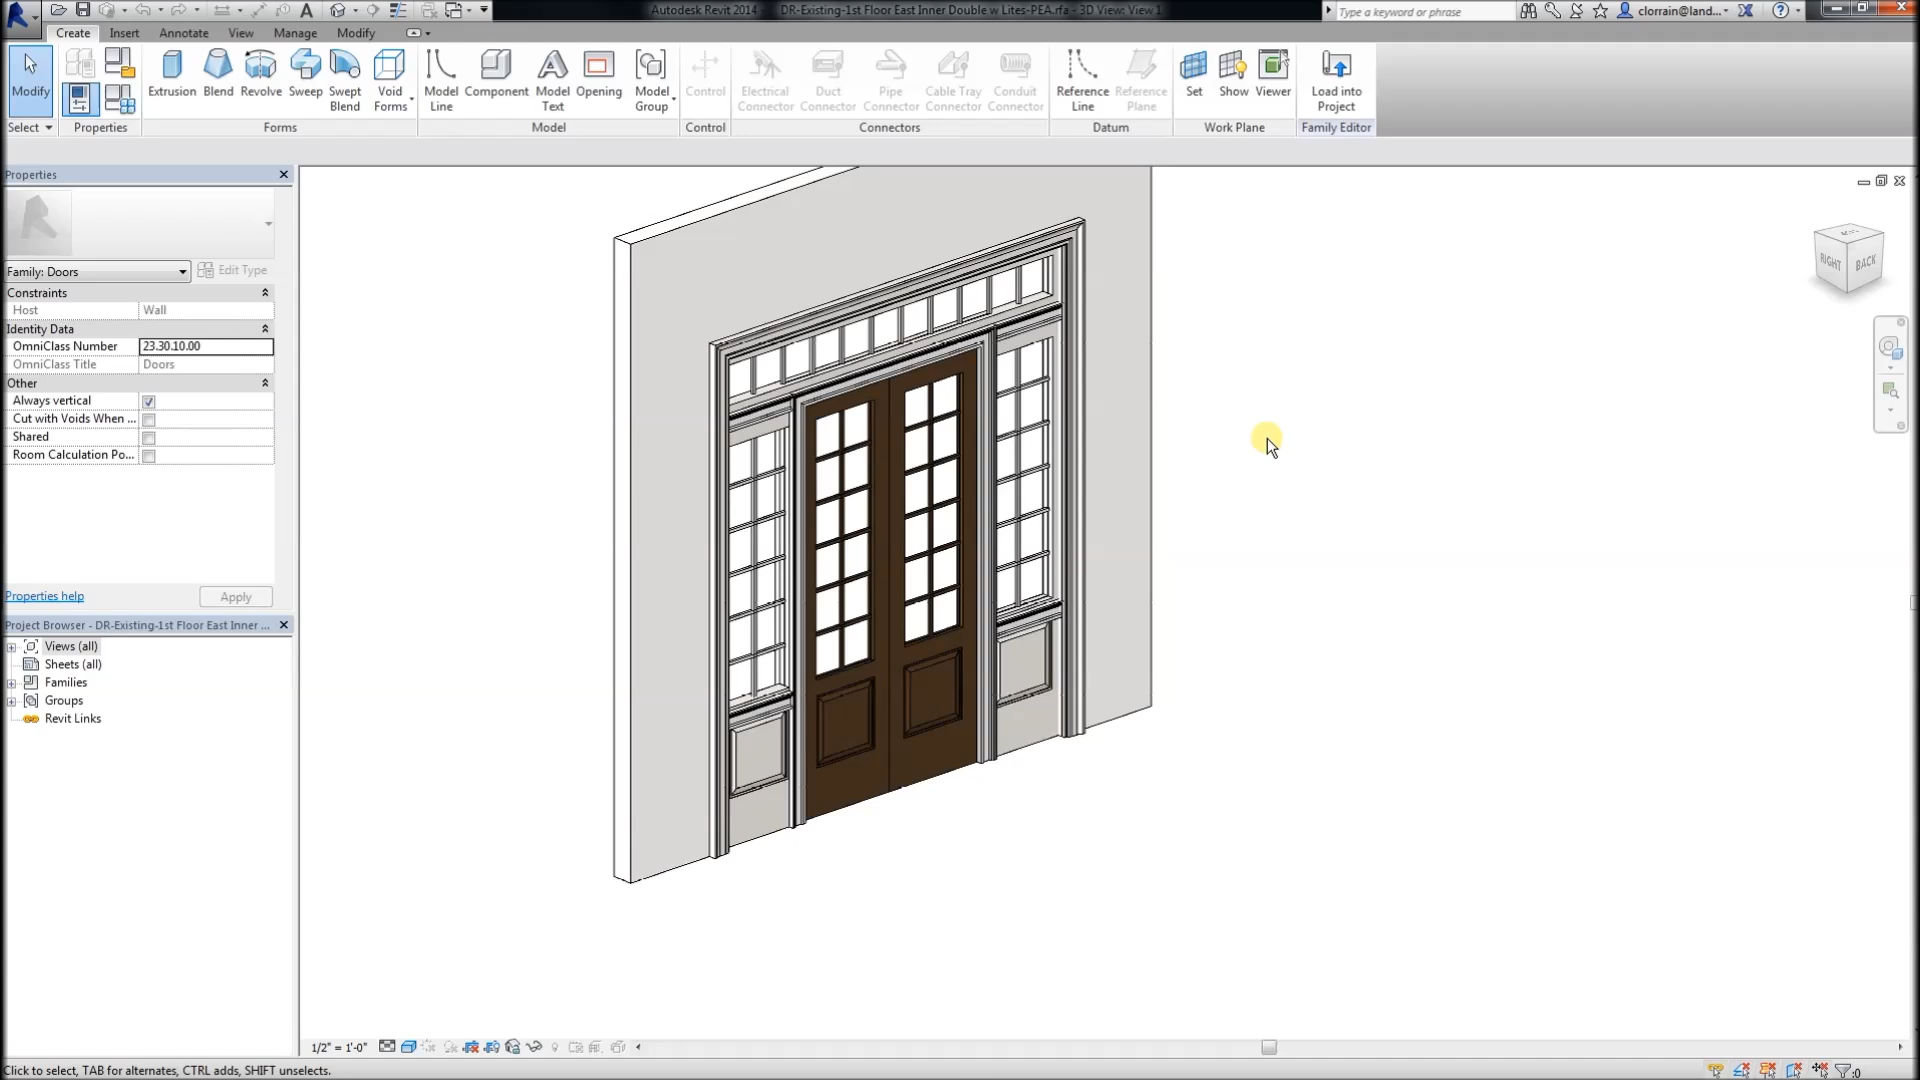 Autodesk Revit 2014 - DR-Existing-1st Floor East Inner Double w Lites-PEA.rfa - 3D View: View 1
Type a keyword or phrase
clorrain@land...
Create Insert Annotate View Manage Modify
Modify
Extrusion Blend Revolve Sweep Swept Blend Void Forms
Model Line Component Model Text Opening Model Group
Control
Electrical Connector Duct Connector Pipe Connector Cable Tray Connector Conduit Connector
Reference Line Reference Plane
Set Show Viewer
Load into Project
Select Properties Forms Model Control Connectors Datum Work Plane Family Editor
Properties
Family: Doors Edit Type
Constraints
Host Wall
Identity Data
OmniClass Number 23.30.10.00
OmniClass Title Doors
Other
Always vertical
Cut with Voids When ...
Shared
Room Calculation Po...
Properties help Apply
Project Browser - DR-Existing-1st Floor East Inner ...
Views (all)
Sheets (all)
Families
Groups
Revit Links
RIGHT BACK
1/2" = 1'-0"
Click to select, TAB for alternates, CTRL adds, SHIFT unselects.
:0